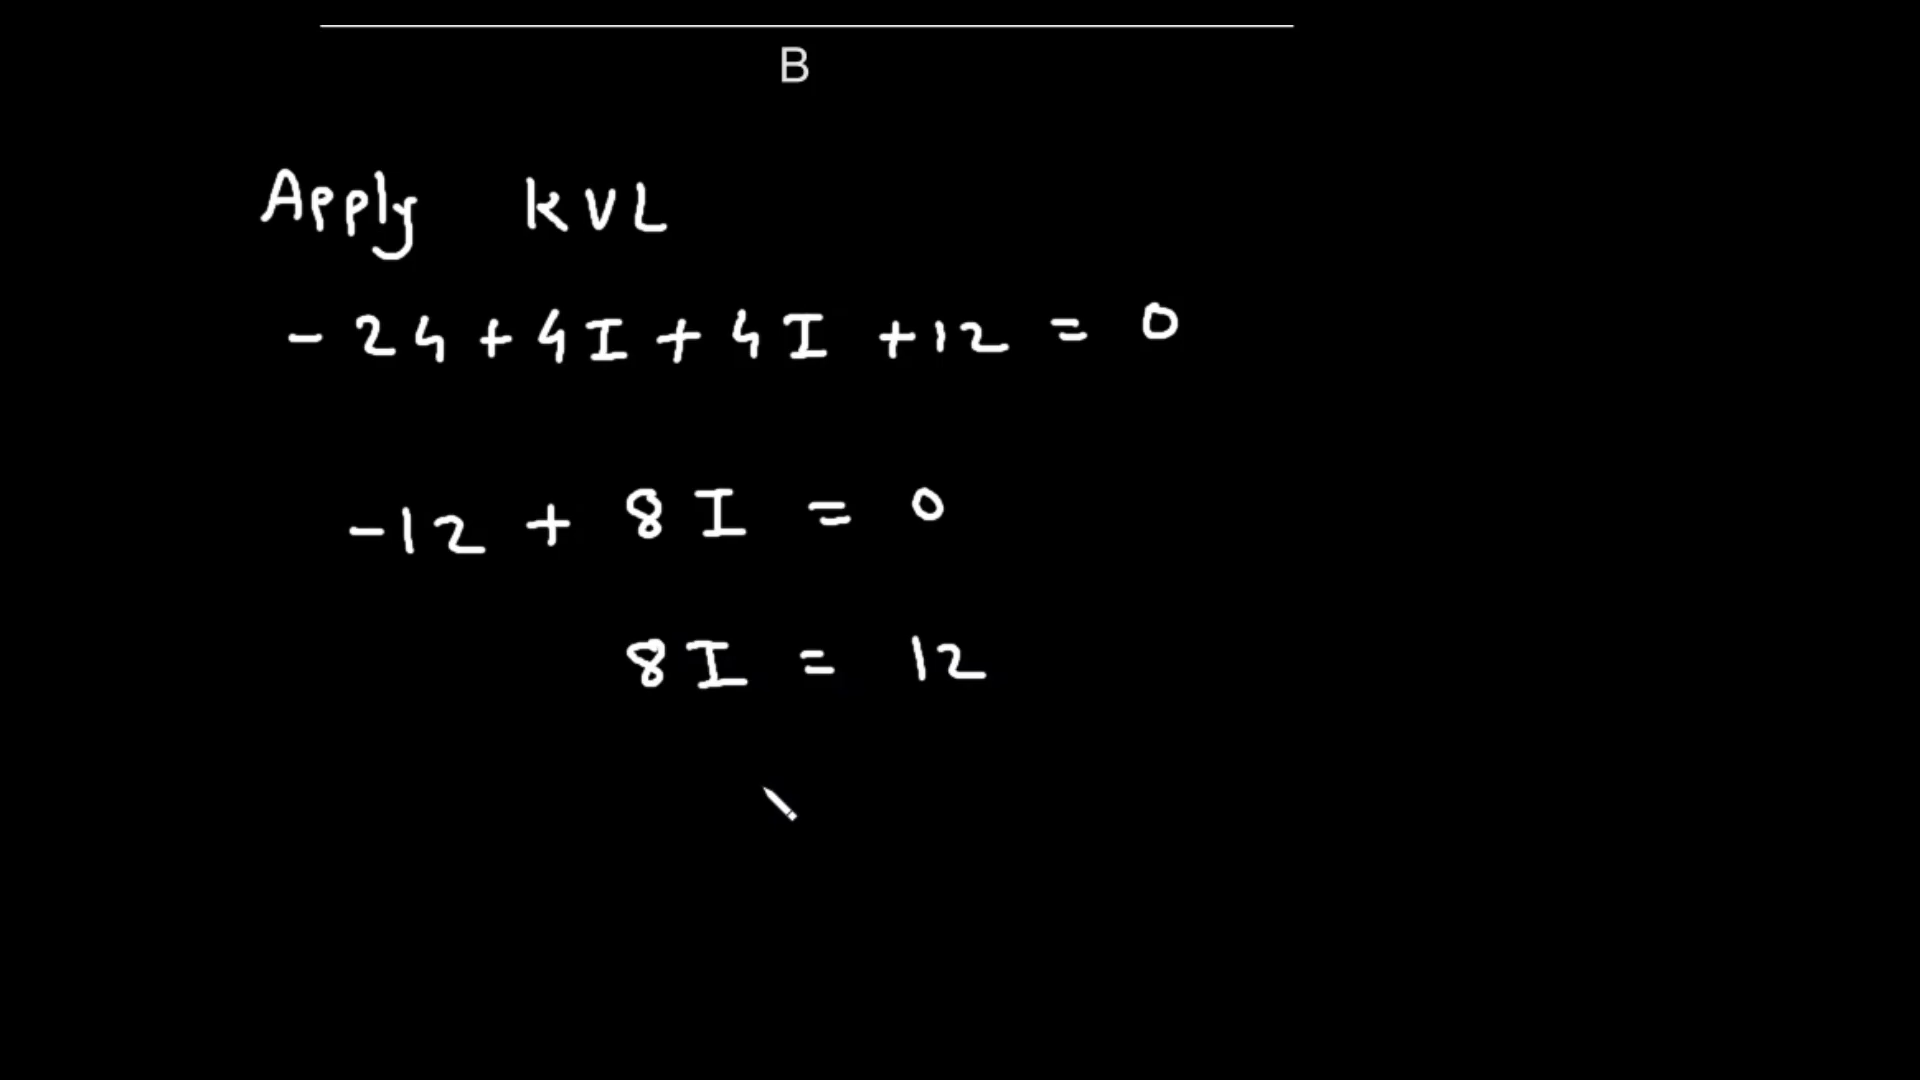 B
Apply KVL
- 24 + 4I + 4I + 12 = 0
-12 + 8I = 0
8I = 12